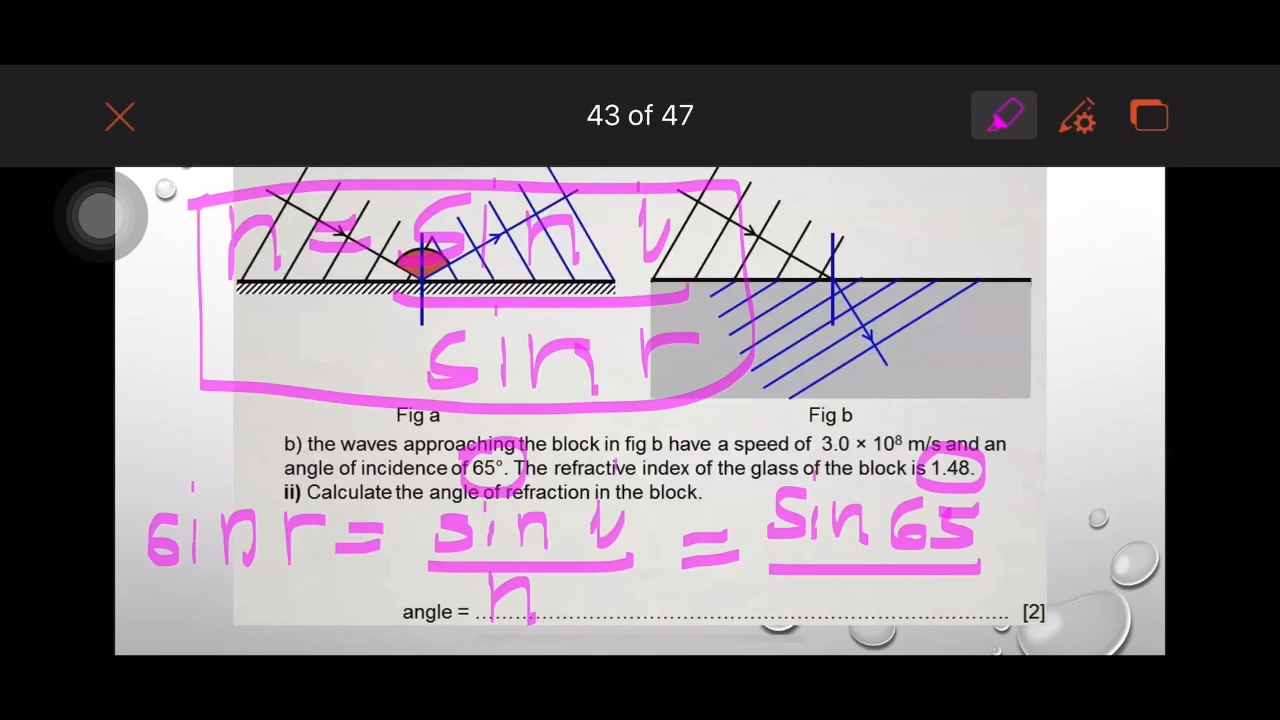 43 of 47
n = sin i
sin r
Fig a
Fig b
b) the waves approaching the block in fig b have a speed of 3.0 × 10⁸ m/s and an
angle of incidence of 65°. The refractive index of the glass of the block is 1.48.
ii) Calculate the angle of refraction in the block.
sin r = sin i = sin 65
n
angle = ................................................................................ [2]